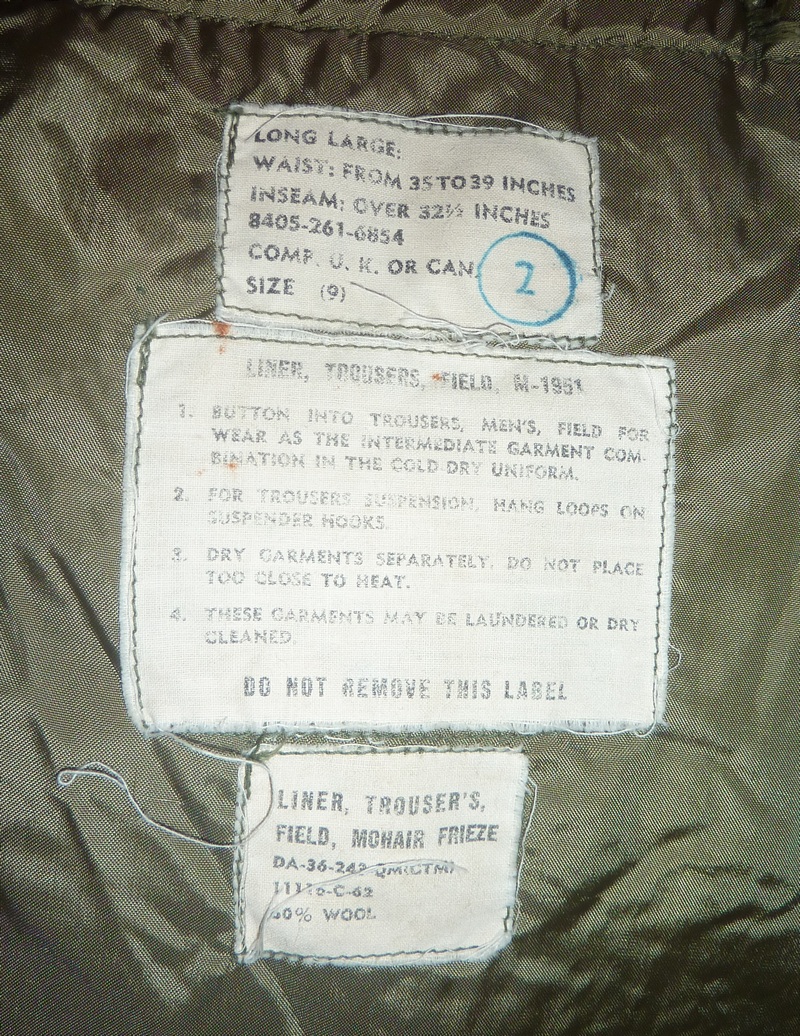 LONG LARGE:
WAIST: FROM 35 TO 39 INCHES
INSEAM: OVER 32½ INCHES
8405-261-6854
COMP. U. K. OR CAN.
SIZE (9)
2
LINER, TROUSERS, FIELD, M-1951
1. BUTTON INTO TROUSERS, MEN'S, FIELD FOR
WEAR AS THE INTERMEDIATE GARMENT COM-
BINATION IN THE COLD-DRY UNIFORM.
2. FOR TROUSERS SUSPENSION, HANG LOOPS ON
SUSPENDER HOOKS.
3. DRY GARMENTS SEPARATELY. DO NOT PLACE
TOO CLOSE TO HEAT.
4. THESE GARMENTS MAY BE LAUNDERED OR DRY
CLEANED.
DO NOT REMOVE THIS LABEL
LINER, TROUSER'S,
FIELD, MOHAIR FRIEZE
DA-36-243 QM(CTM)
WOOL